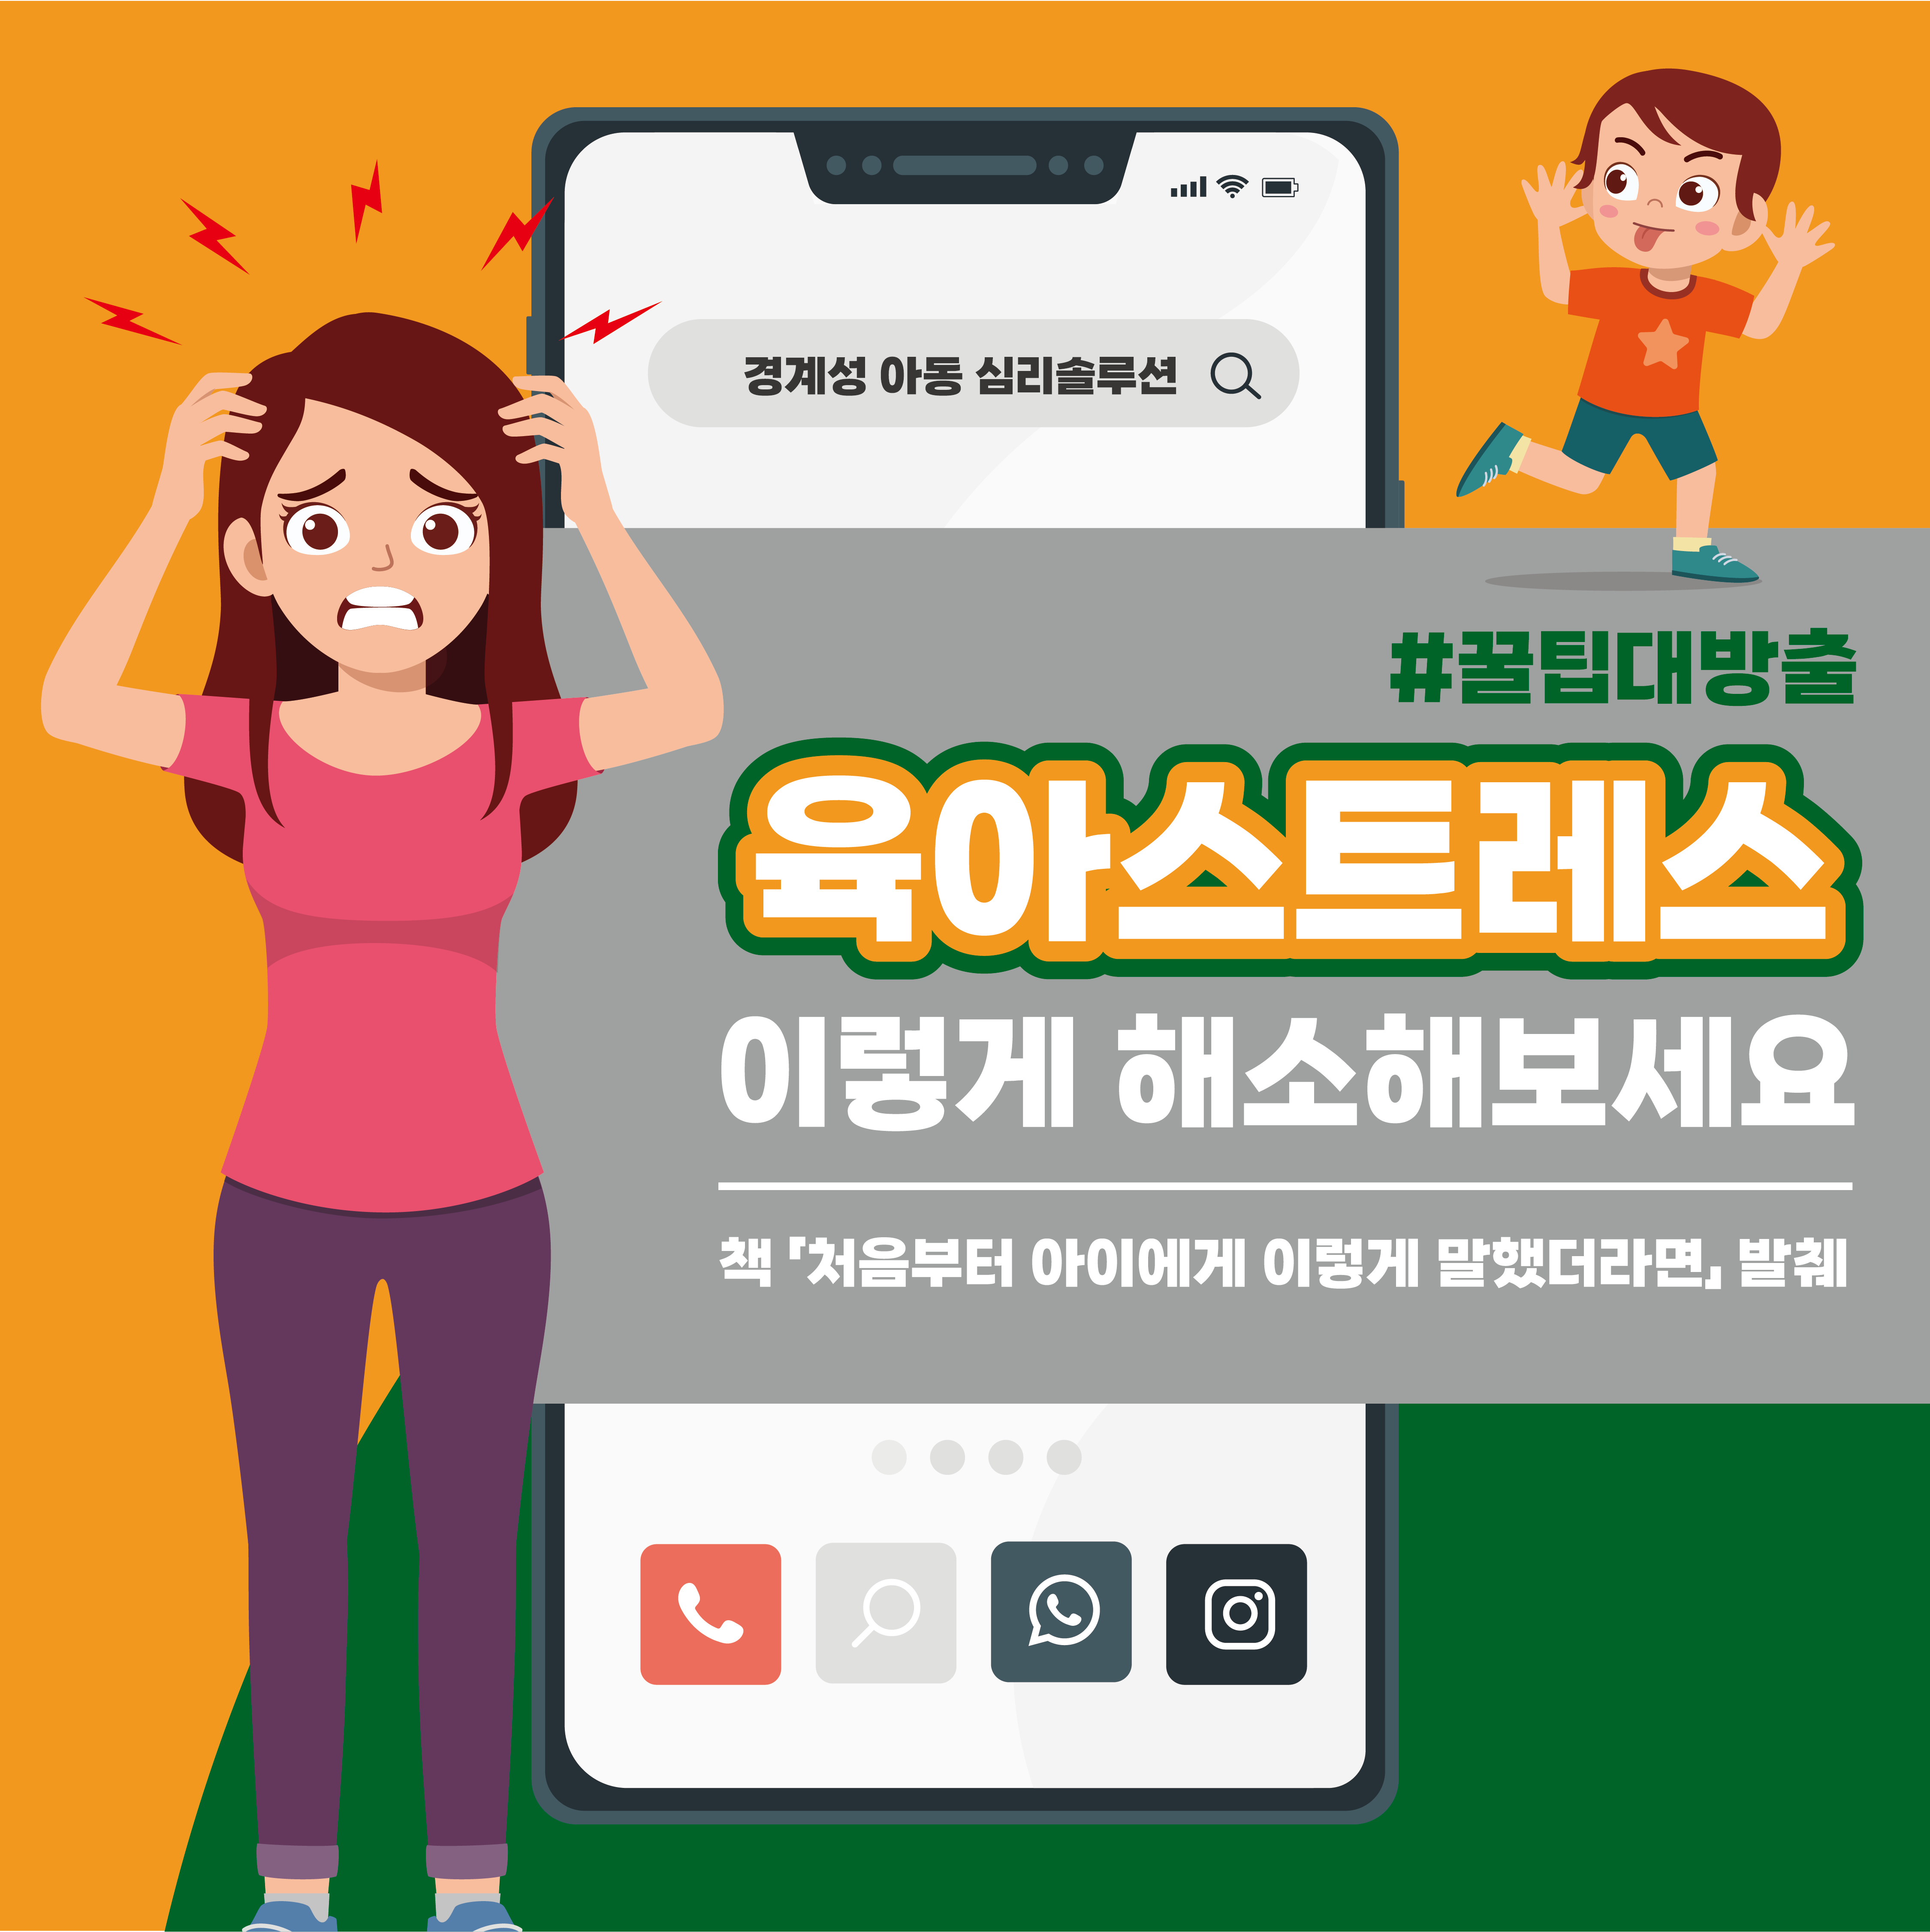 경계성 아동 심리솔루션
#꿀팁대방출
육아스트레스
이렇게 해소해보세요
책 '처음부터 아이에게 이렇게 말했더라면, 발췌